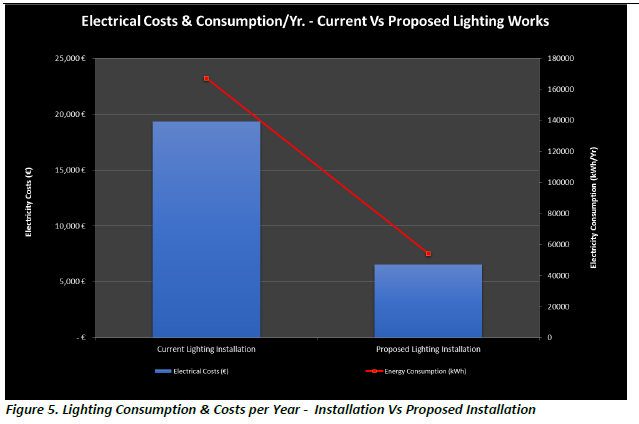 Electrical Costs & Consumption/Yr. - Current Vs Proposed Lighting Works
25,000 €
20,000 €
15,000 €
10,000 €
5,000 €
- €
Electricity Costs (€)
180000
160000
140000
120000
100000
80000
60000
40000
20000
0
Electricity Consumption (kWh/Yr)
Current Lighting Installation
Proposed Lighting Installation
Electrical Costs (€)
Energy Consumption (kWh)
Figure 5. Lighting Consumption & Costs per Year - Installation Vs Proposed Installation